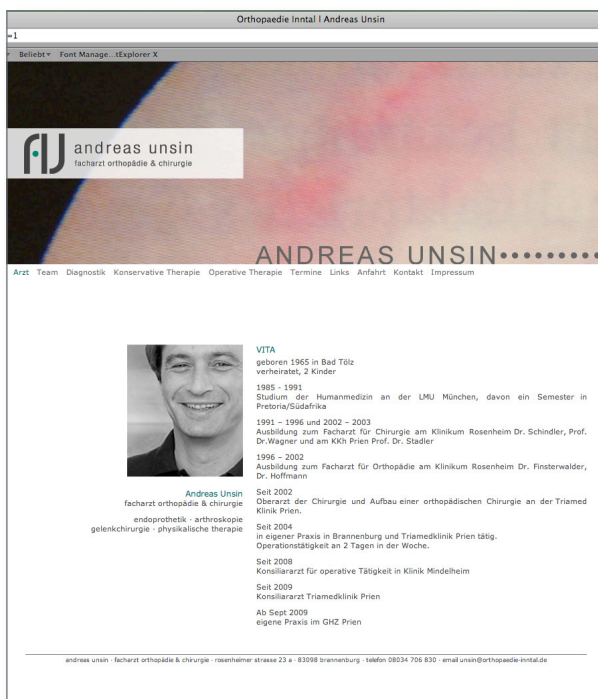 Orthopaedie Inntal | Andreas Unsin
=1
Beliebt Font Manage...tExplorer X
andreas unsin
facharzt orthopädie & chirurgie
ANDREAS UNSIN
Arzt Team Diagnostik Konservative Therapie Operative Therapie Termine Links Anfahrt Kontakt Impressum
VITA
geboren 1965 in Bad Tölz
verheiratet, 2 Kinder
1985 - 1991
Studium der Humanmedizin an der LMU München, davon ein Semester in
Pretoria/Südafrika
1991 – 1996 und 2002 – 2003
Ausbildung zum Facharzt für Chirurgie am Klinikum Rosenheim Dr. Schindler, Prof.
Dr.Wagner und am KKh Prien Prof. Dr. Stadler
1996 – 2002
Ausbildung zum Facharzt für Orthopädie am Klinikum Rosenheim Dr. Finsterwalder,
Dr. Hoffmann
Seit 2002
Oberarzt der Chirurgie und Aufbau einer orthopädischen Chirurgie an der Triamed
Klinik Prien.
Seit 2004
in eigener Praxis in Brannenburg und Triamedklinik Prien tätig.
Operationstätigkeit an 2 Tagen in der Woche.
Seit 2008
Konsiliararzt für operative Tätigkeit in Klinik Mindelheim
Seit 2009
Konsiliararzt Triamedklinik Prien
Ab Sept 2009
eigene Praxis im GHZ Prien
Andreas Unsin
facharzt orthopädie & chirurgie
endoprothetik · arthroskopie
gelenkchirurgie · physikalische therapie
andreas unsin · facharzt orthopädie & chirurgie · rosenheimer strasse 23 a · 83098 brannenburg · telefon 08034 706 830 · email unsin@orthopaedie-inntal.de